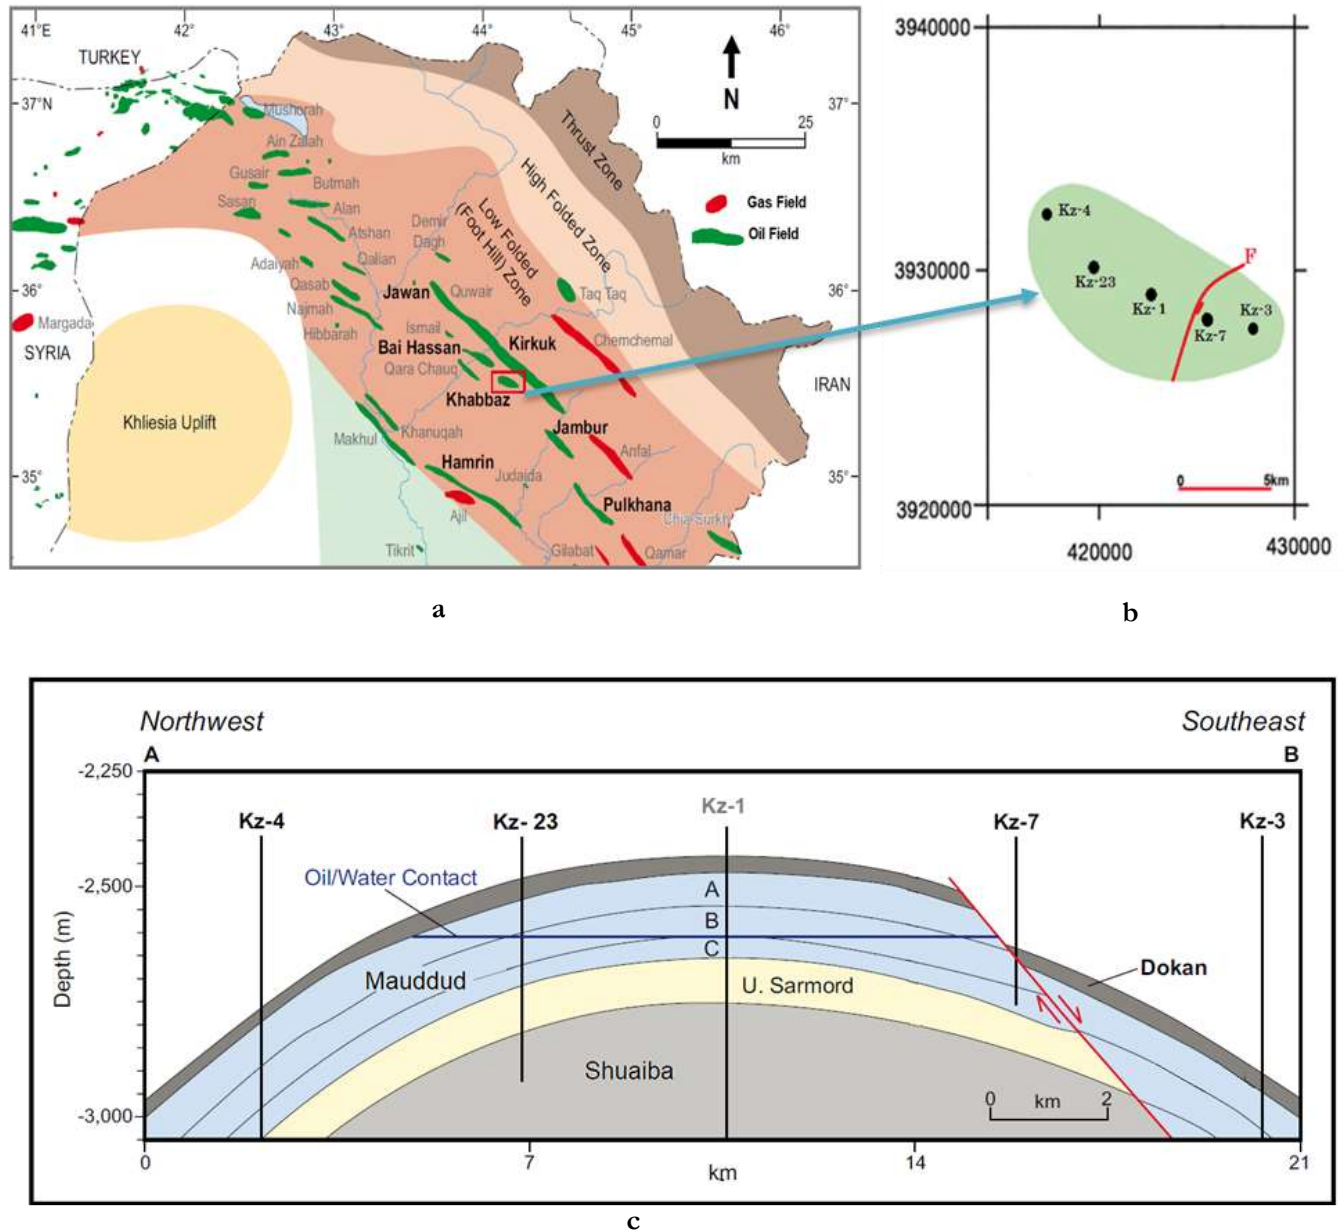 41°E
42°
43°
44°
45°
46°
TURKEY
37°N
37°
N
0
25
km
Gas Field
Oil Field
Thrust Zone
High Folded Zone
Low Folded
(Foot Hill) Zone
Mushorah
Ain Zalah
Gusair
Butmah
Sasan
Alan
Atshan
Demir
Dagh
Adaiyah
Qalian
36°
36°
Qasab
Jawan
Quwair
Taq Taq
Najmah
Margada
Hibbarah
Ismail
Kirkuk
Chemchemal
SYRIA
Bai Hassan
Qara Chauq
IRAN
Khabbaz
Khliesia Uplift
Makhul
Khanuqah
Jambur
Anfal
Hamrin
Judaida
35°
35°
Pulkhana
Ajil
Chia Surkh
Tikrit
Gilabat
Qamar
a
3940000
3930000
3920000
420000
430000
Kz-4
Kz-23
Kz-1
F
Kz-3
Kz-7
0
5km
b
Northwest
Southeast
A
B
-2,250
-2,500
-3,000
Depth (m)
Kz-4
Kz- 23
Kz-1
Kz-7
Kz-3
Oil/Water Contact
A
B
C
Mauddud
U. Sarmord
Dokan
Shuaiba
0
km
2
0
7
km
14
21
c